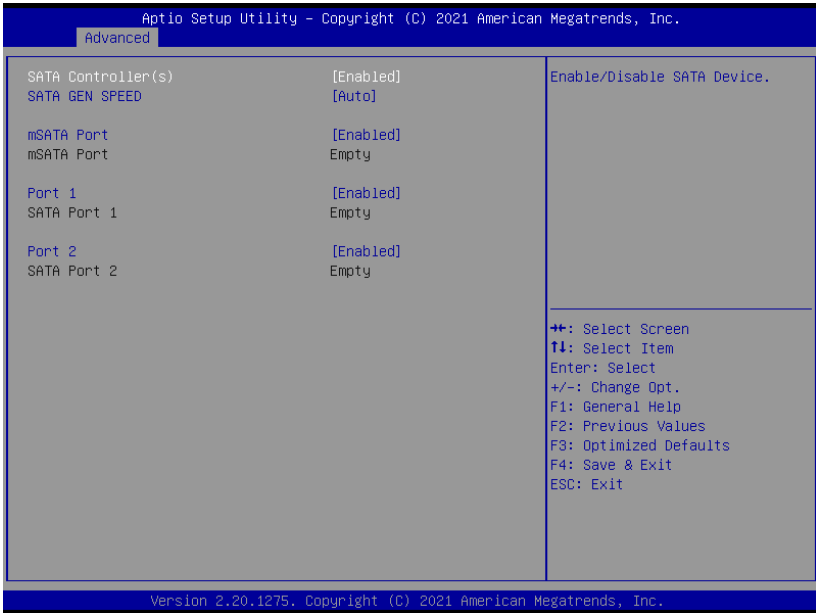 Aptio Setup Utility – Copyright (C) 2021 American Megatrends, Inc.
Advanced
SATA Controller(s) [Enabled]
SATA GEN SPEED [Auto]
mSATA Port [Enabled]
mSATA Port Empty
Port 1 [Enabled]
SATA Port 1 Empty
Port 2 [Enabled]
SATA Port 2 Empty
Enable/Disable SATA Device.
→←: Select Screen
↑↓: Select Item
Enter: Select
+/-: Change Opt.
F1: General Help
F2: Previous Values
F3: Optimized Defaults
F4: Save & Exit
ESC: Exit
Version 2.20.1275. Copyright (C) 2021 American Megatrends, Inc.